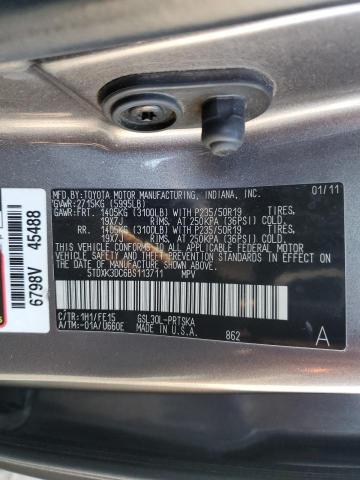 MFD.BY:TOYOTA MOTOR MANUFACTURING, INDIANA, INC. 01/11
GVWR:2715KG (5995LB)
GAWR:FRT. 1405KG (3100LB) WITH P235/50R19 TIRES,
19X7J RIMS, AT 250KPA (36PSI) COLD.
RR. 1405KG (3100LB) WITH P235/50R19 TIRES,
19X7J RIMS, AT 250KPA (36PSI) COLD.
THIS VEHICLE CONFORMS TO ALL APPLICABLE FEDERAL MOTOR
VEHICLE SAFETY AND THEFT PREVENTION STANDARDS IN EFFECT
ON THE DATE OF MANUFACTURE SHOWN ABOVE.
5TDXK3DC6BS113711 MPV
C/TR:1H1/FE15 GSL30L-PRTSKA
A/TM:-01A/U660E MADE IN U.S.A. 862 A
6798V 45488